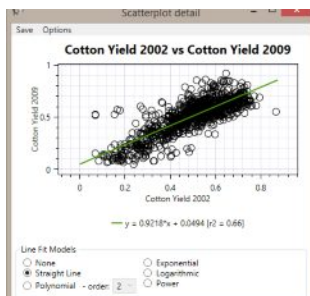 Scatterplot detail
Save Options
Cotton Yield 2002 vs Cotton Yield 2009
Cotton Yield 2009
1
0.5
0
0 0.2 0.4 0.6 0.8
Cotton Yield 2002
y = 0.9218*x + 0.0494 [r2 = 0.66]
Line Fit Models
None
Exponential
Straight Line
Logarithmic
Polynomial - order: 2
Power